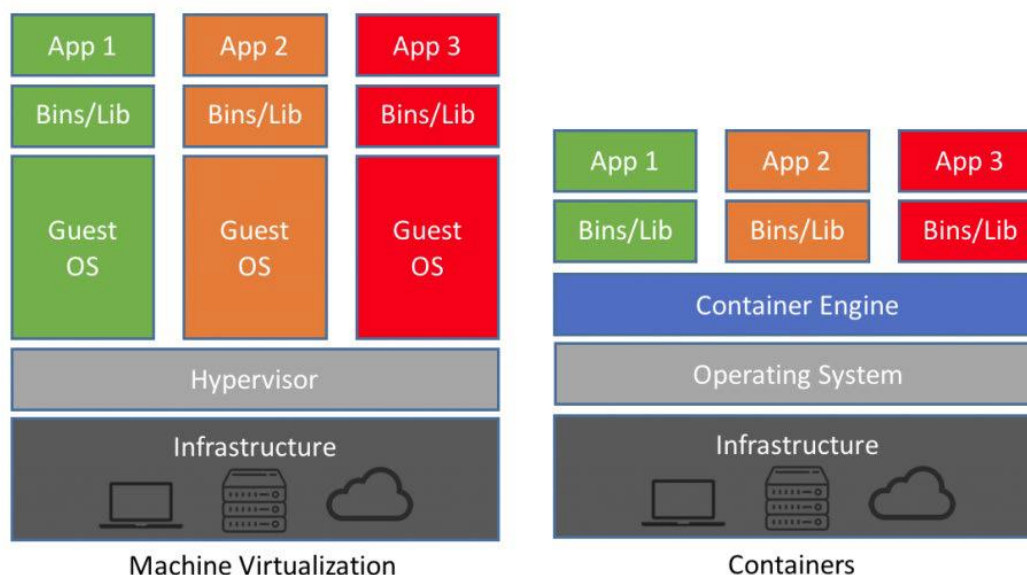 App 1
App 2
App 3
Bins/Lib
Bins/Lib
Bins/Lib
Guest
OS
Guest
OS
Guest
OS
Hypervisor
Infrastructure
Machine Virtualization
App 1
App 2
App 3
Bins/Lib
Bins/Lib
Bins/Lib
Container Engine
Operating System
Infrastructure
Containers